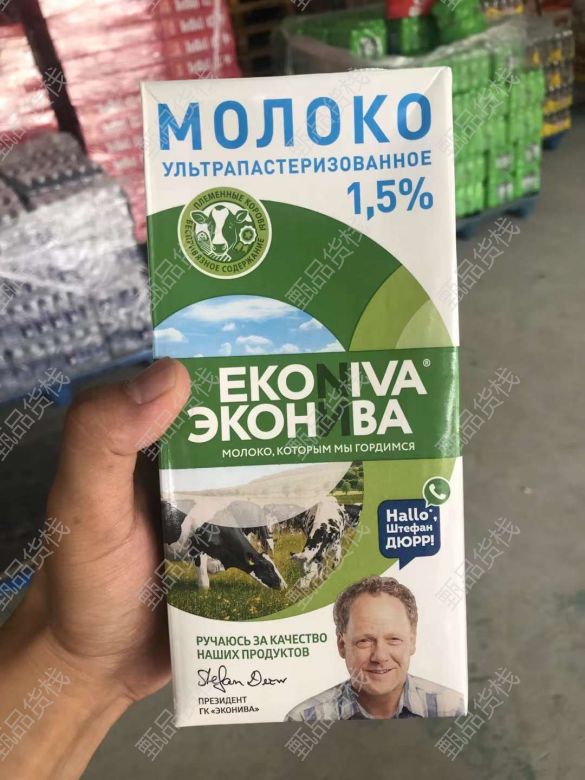 МОЛОКО
УЛЬТРАПАСТЕРИЗОВАННОЕ
1,5%
ПЛЕМЕННЫЕ КОРОВЫ
БЕСПРИВЯЗНОЕ СОДЕРЖАНИЕ
EKONIVA®
ЭКОНИВА
МОЛОКО, КОТОРЫМ МЫ ГОРДИМСЯ
Hallo*,
Штефан
ДЮРР!
РУЧАЮСЬ ЗА КАЧЕСТВО
НАШИХ ПРОДУКТОВ
Stefan Duerr
ПРЕЗИДЕНТ
ГК «ЭКОНИВА»
甄品货栈